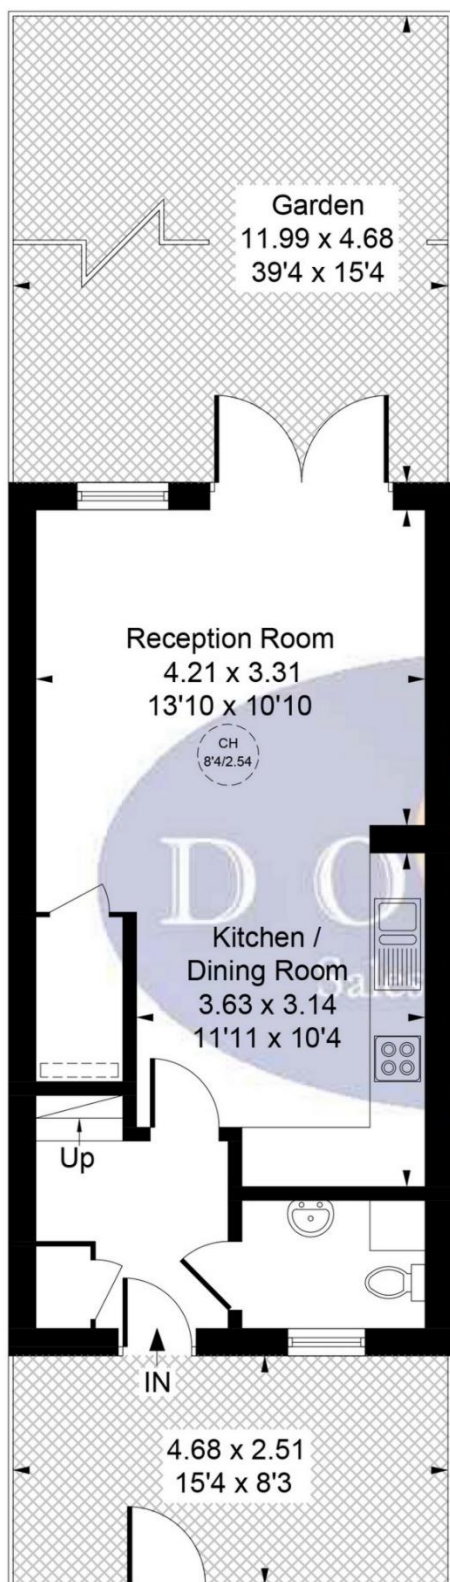 Garden
11.99 x 4.68
39'4 x 15'4
Reception Room
4.21 x 3.31
13'10 x 10'10
CH
8'4/2.54
D O
Kitchen /
Dining Room
Sales
3.63 x 3.14
11'11 x 10'4
Up
IN
4.68 x 2.51
15'4 x 8'3